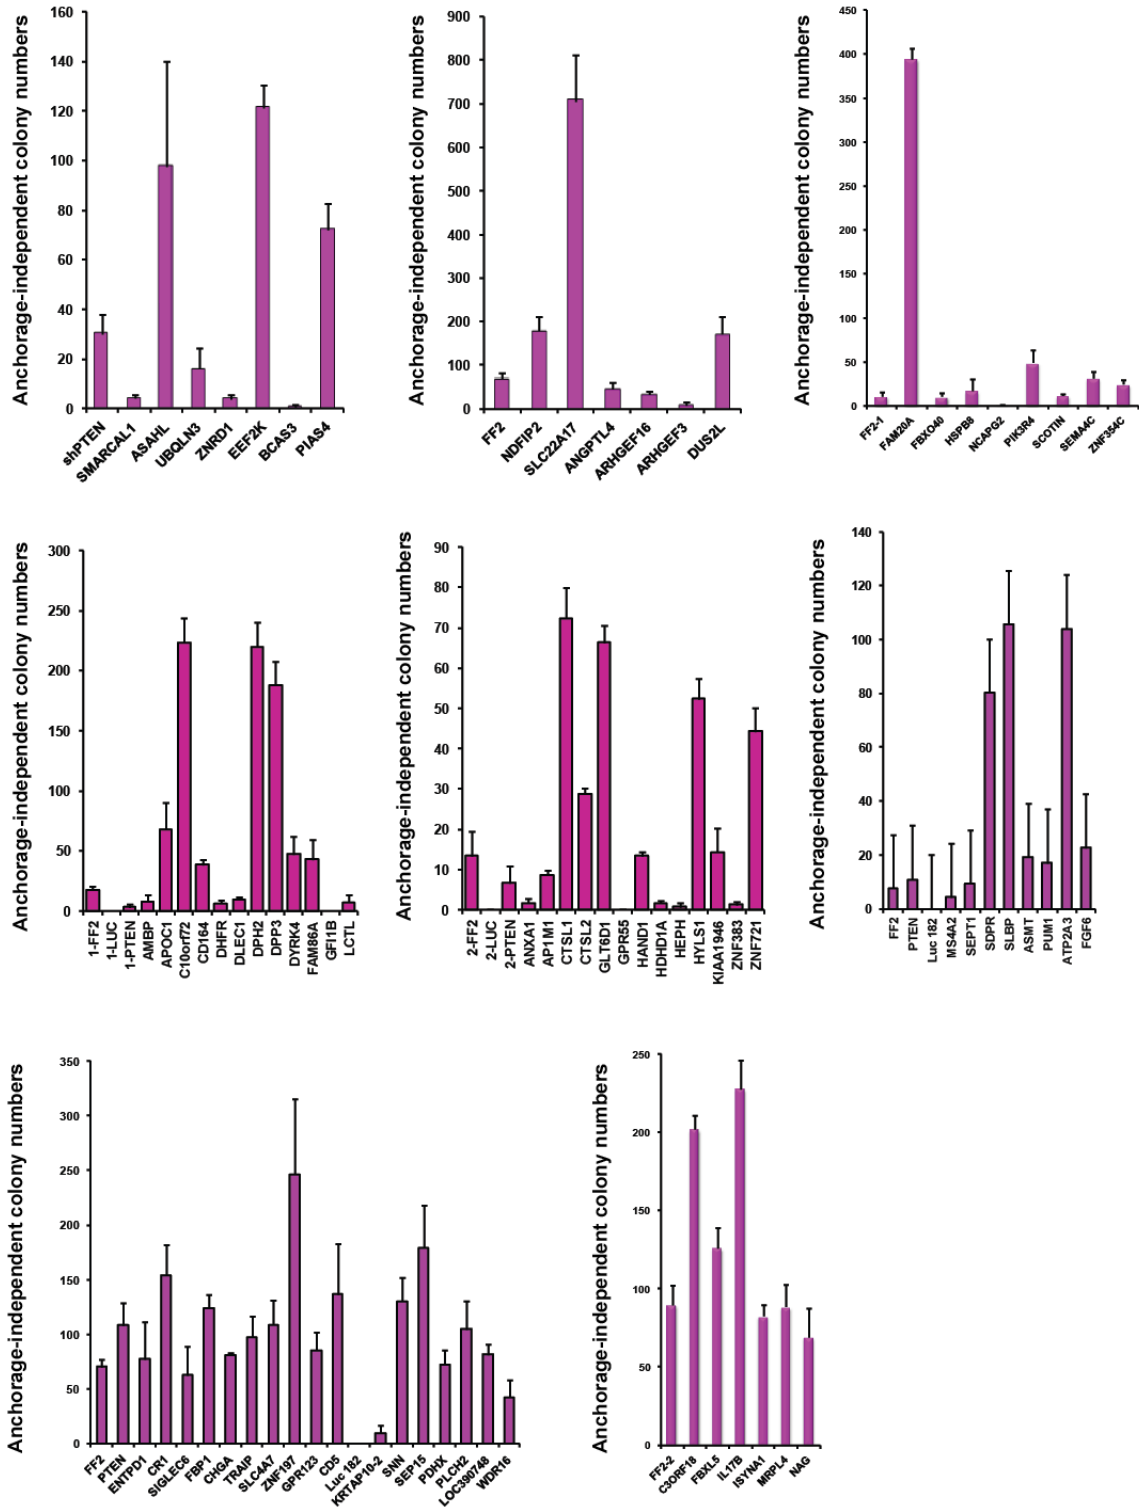 Anchorage-independent colony numbers
160
140
120
100
80
60
40
20
0
shPTEN
SMARCAL1
ASAHL
UBQLN3
ZNRD1
EEF2K
BCAS3
PIAS4
Anchorage-independent colony numbers
900
800
700
600
500
400
300
200
100
0
FF2
NDFIP2
SLC22A17
ANGPTL4
ARHGEF16
ARHGEF3
DUS2L
Anchorage-independent colony numbers
450
400
350
300
250
200
150
100
50
0
FF2-1
FAM20A
FBXO40
HSPB8
NCAPG2
PIK3R4
SCOTIN
SEMA4C
ZNF354C
Anchorage-independent colony numbers
300
250
200
150
100
50
0
1-FF2
1-LUC
1-PTEN
AMBP
APOC1
C10orf72
CD164
DHFR
DLEC1
DPH2
DPP3
DYRK4
FAM86A
GFI1B
LCTL
Anchorage-independent colony numbers
90
80
70
60
50
40
30
20
10
0
2-FF2
2-LUC
2-PTEN
ANXA1
AP1M1
CTSL1
CTSL2
GLT6D1
GPR55
HAND1
HDHD1A
HEPH
HYLS1
KIAA1946
ZNF383
ZNF721
Anchorage-independent colony numbers
140
120
100
80
60
40
20
0
FF2
PTEN
Luc 182
MS4A2
SEPT1
SDPR
SLBP
ASMT
PUM1
ATP2A3
FGF6
Anchorage-independent colony numbers
350
300
250
200
150
100
50
0
FF2
PTEN
ENTPD1
CR1
SIGLEC6
FBP1
CHGA
TRAIP
SLC4A7
ZNF197
GPR123
CD5
Luc 182
KRTAP10-2
SNN
SEP15
PDHX
PLCH2
LOC390748
WDR16
Anchorage-independent colony numbers
250
200
150
100
50
0
FF2-2
C3ORF18
FBXL5
IL17B
ISYNA1
MRPL4
NAG